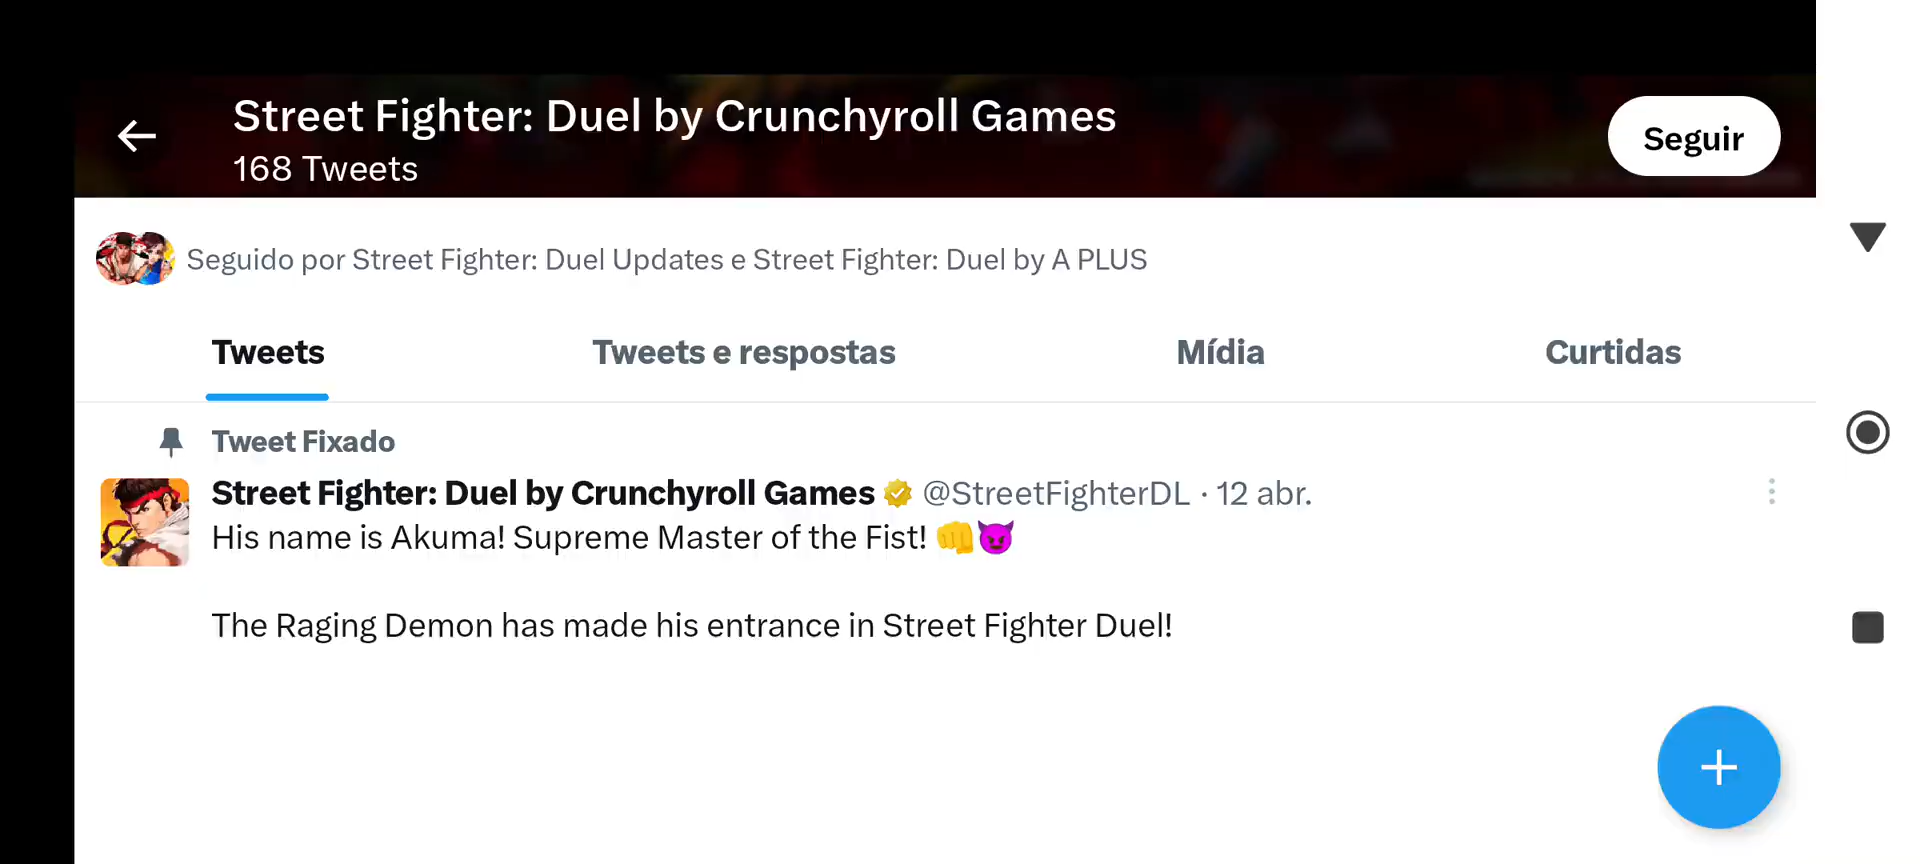 Street Fighter: Duel by Crunchyroll Games
168 Tweets
Seguir
Seguido por Street Fighter: Duel Updates e Street Fighter: Duel by A PLUS
Tweets
Tweets e respostas
Mídia
Curtidas
Tweet Fixado
Street Fighter: Duel by Crunchyroll Games @StreetFighterDL · 12 abr.
His name is Akuma! Supreme Master of the Fist! 👊😈
The Raging Demon has made his entrance in Street Fighter Duel!